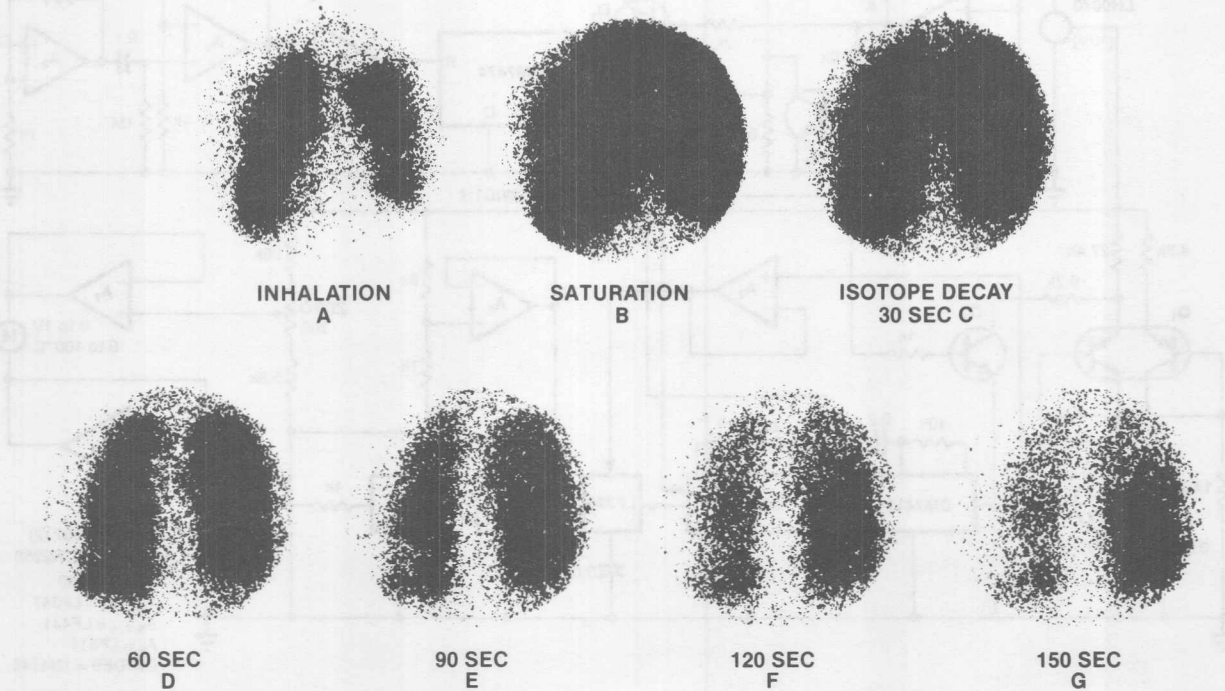 INHALATION
A
SATURATION
B
ISOTOPE DECAY
30 SEC C
60 SEC
D
90 SEC
E
120 SEC
F
150 SEC
G